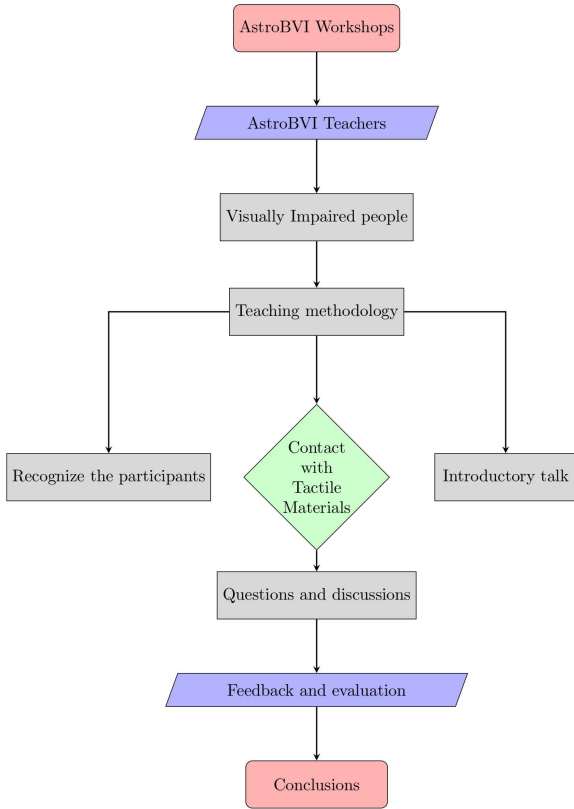 AstroBVI Workshops
AstroBVI Teachers
Visually Impaired people
Teaching methodology
Recognize the participants
Contact
with
Tactile
Materials
Introductory talk
Questions and discussions
Feedback and evaluation
Conclusions